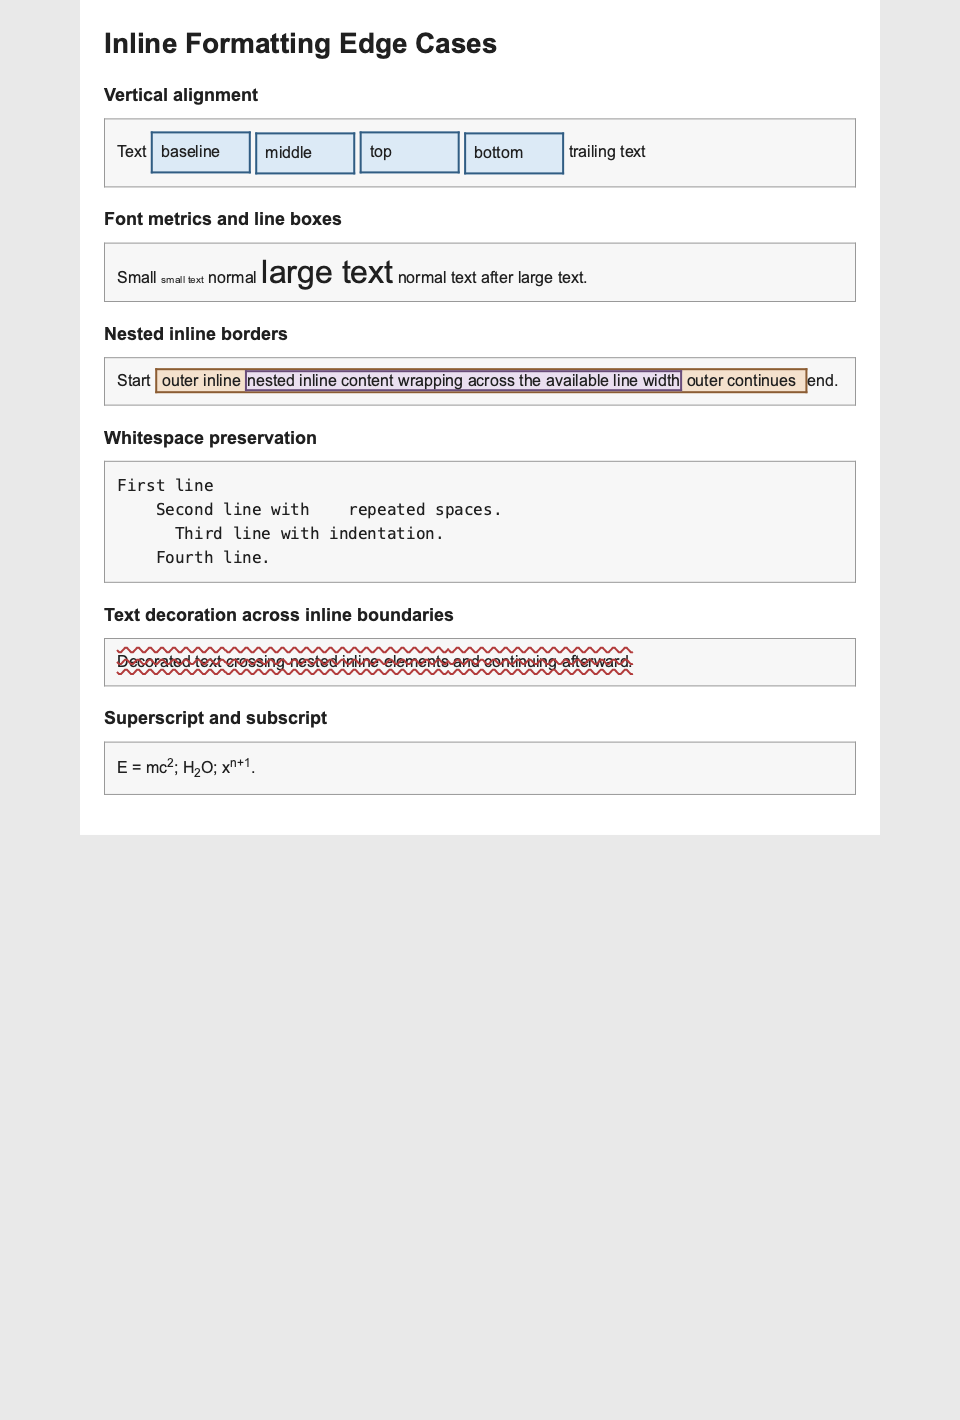 Inline Formatting Edge Cases
Vertical alignment
Text baseline middle top bottom trailing text
Font metrics and line boxes
Small small text normal large text normal text after large text.
Nested inline borders
Start outer inline nested inline content wrapping across the available line width outer continues end.
Whitespace preservation
First line
    Second line with    repeated spaces.
      Third line with indentation.
    Fourth line.
Text decoration across inline boundaries
Decorated text crossing nested inline elements and continuing afterward.
Superscript and subscript
E = mc²; H₂O; xⁿ⁺¹.